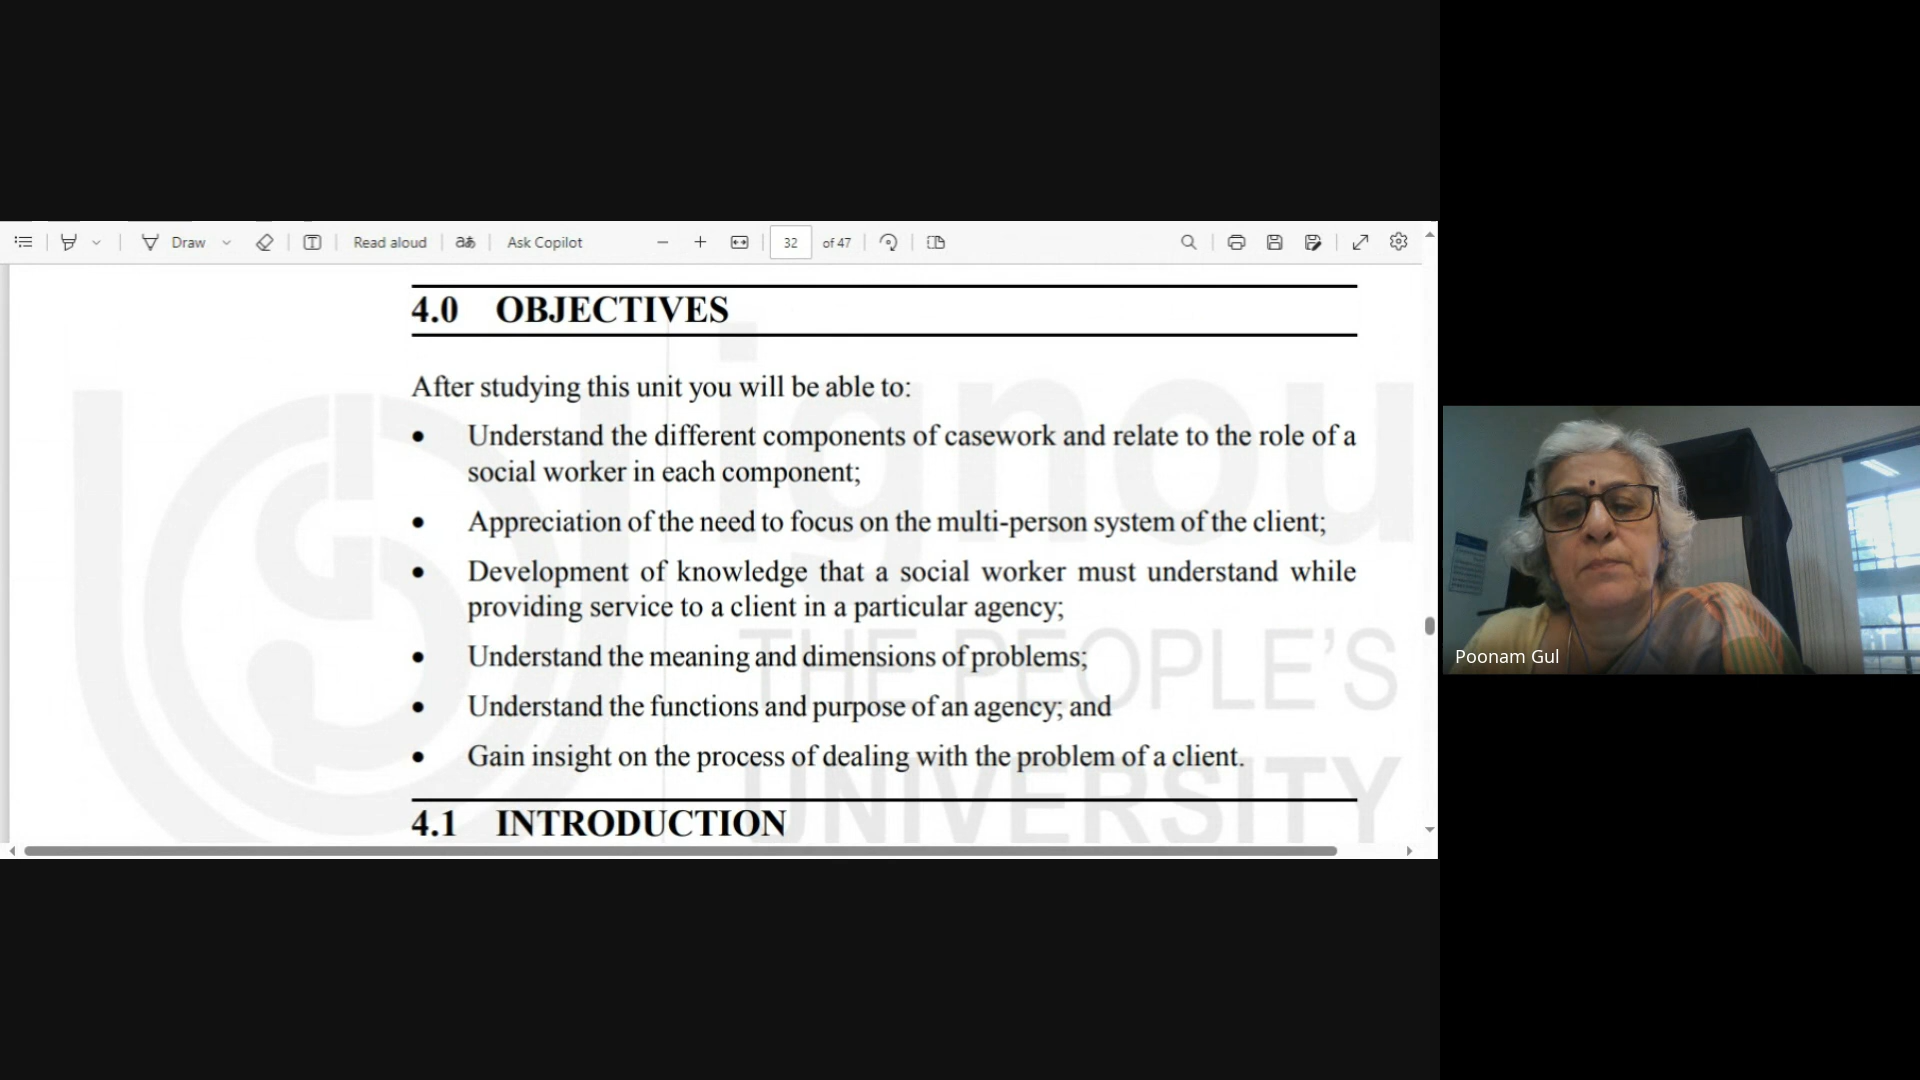 Draw
Read aloud
aあ
Ask Copilot
32 of 47
4.0 OBJECTIVES
After studying this unit you will be able to:
• Understand the different components of casework and relate to the role of a
social worker in each component;
• Appreciation of the need to focus on the multi-person system of the client;
• Development of knowledge that a social worker must understand while
providing service to a client in a particular agency;
• Understand the meaning and dimensions of problems;
• Understand the functions and purpose of an agency; and
• Gain insight on the process of dealing with the problem of a client.
4.1 INTRODUCTION
ignou
THE PEOPLE'S
UNIVERSITY
Poonam Gul